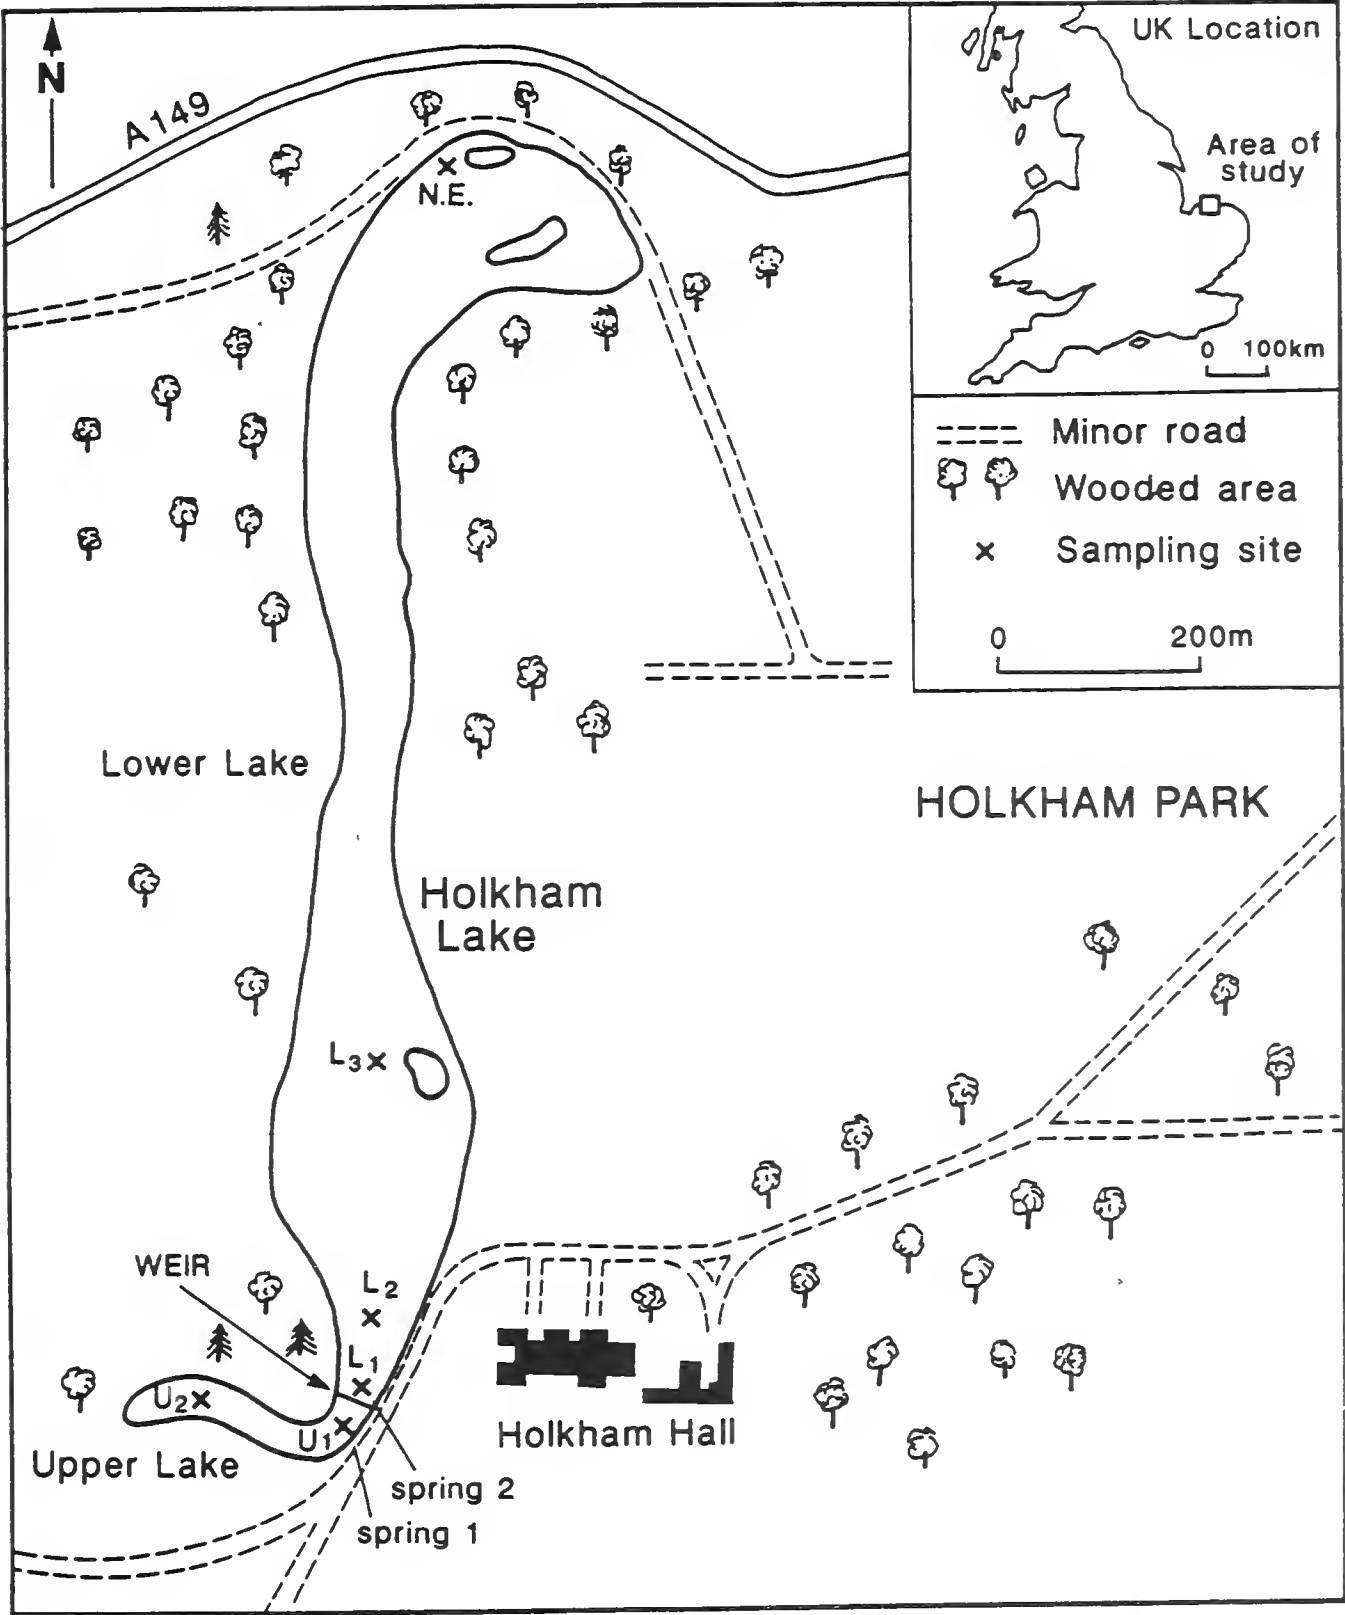 N
A149
N.E.
UK Location
Area of
study
0 100km
Minor road
Wooded area
Sampling site
0 200m
Lower Lake
HOLKHAM PARK
Holkham
Lake
L3
WEIR
L2
L1
U2
U1
Holkham Hall
Upper Lake
spring 2
spring 1